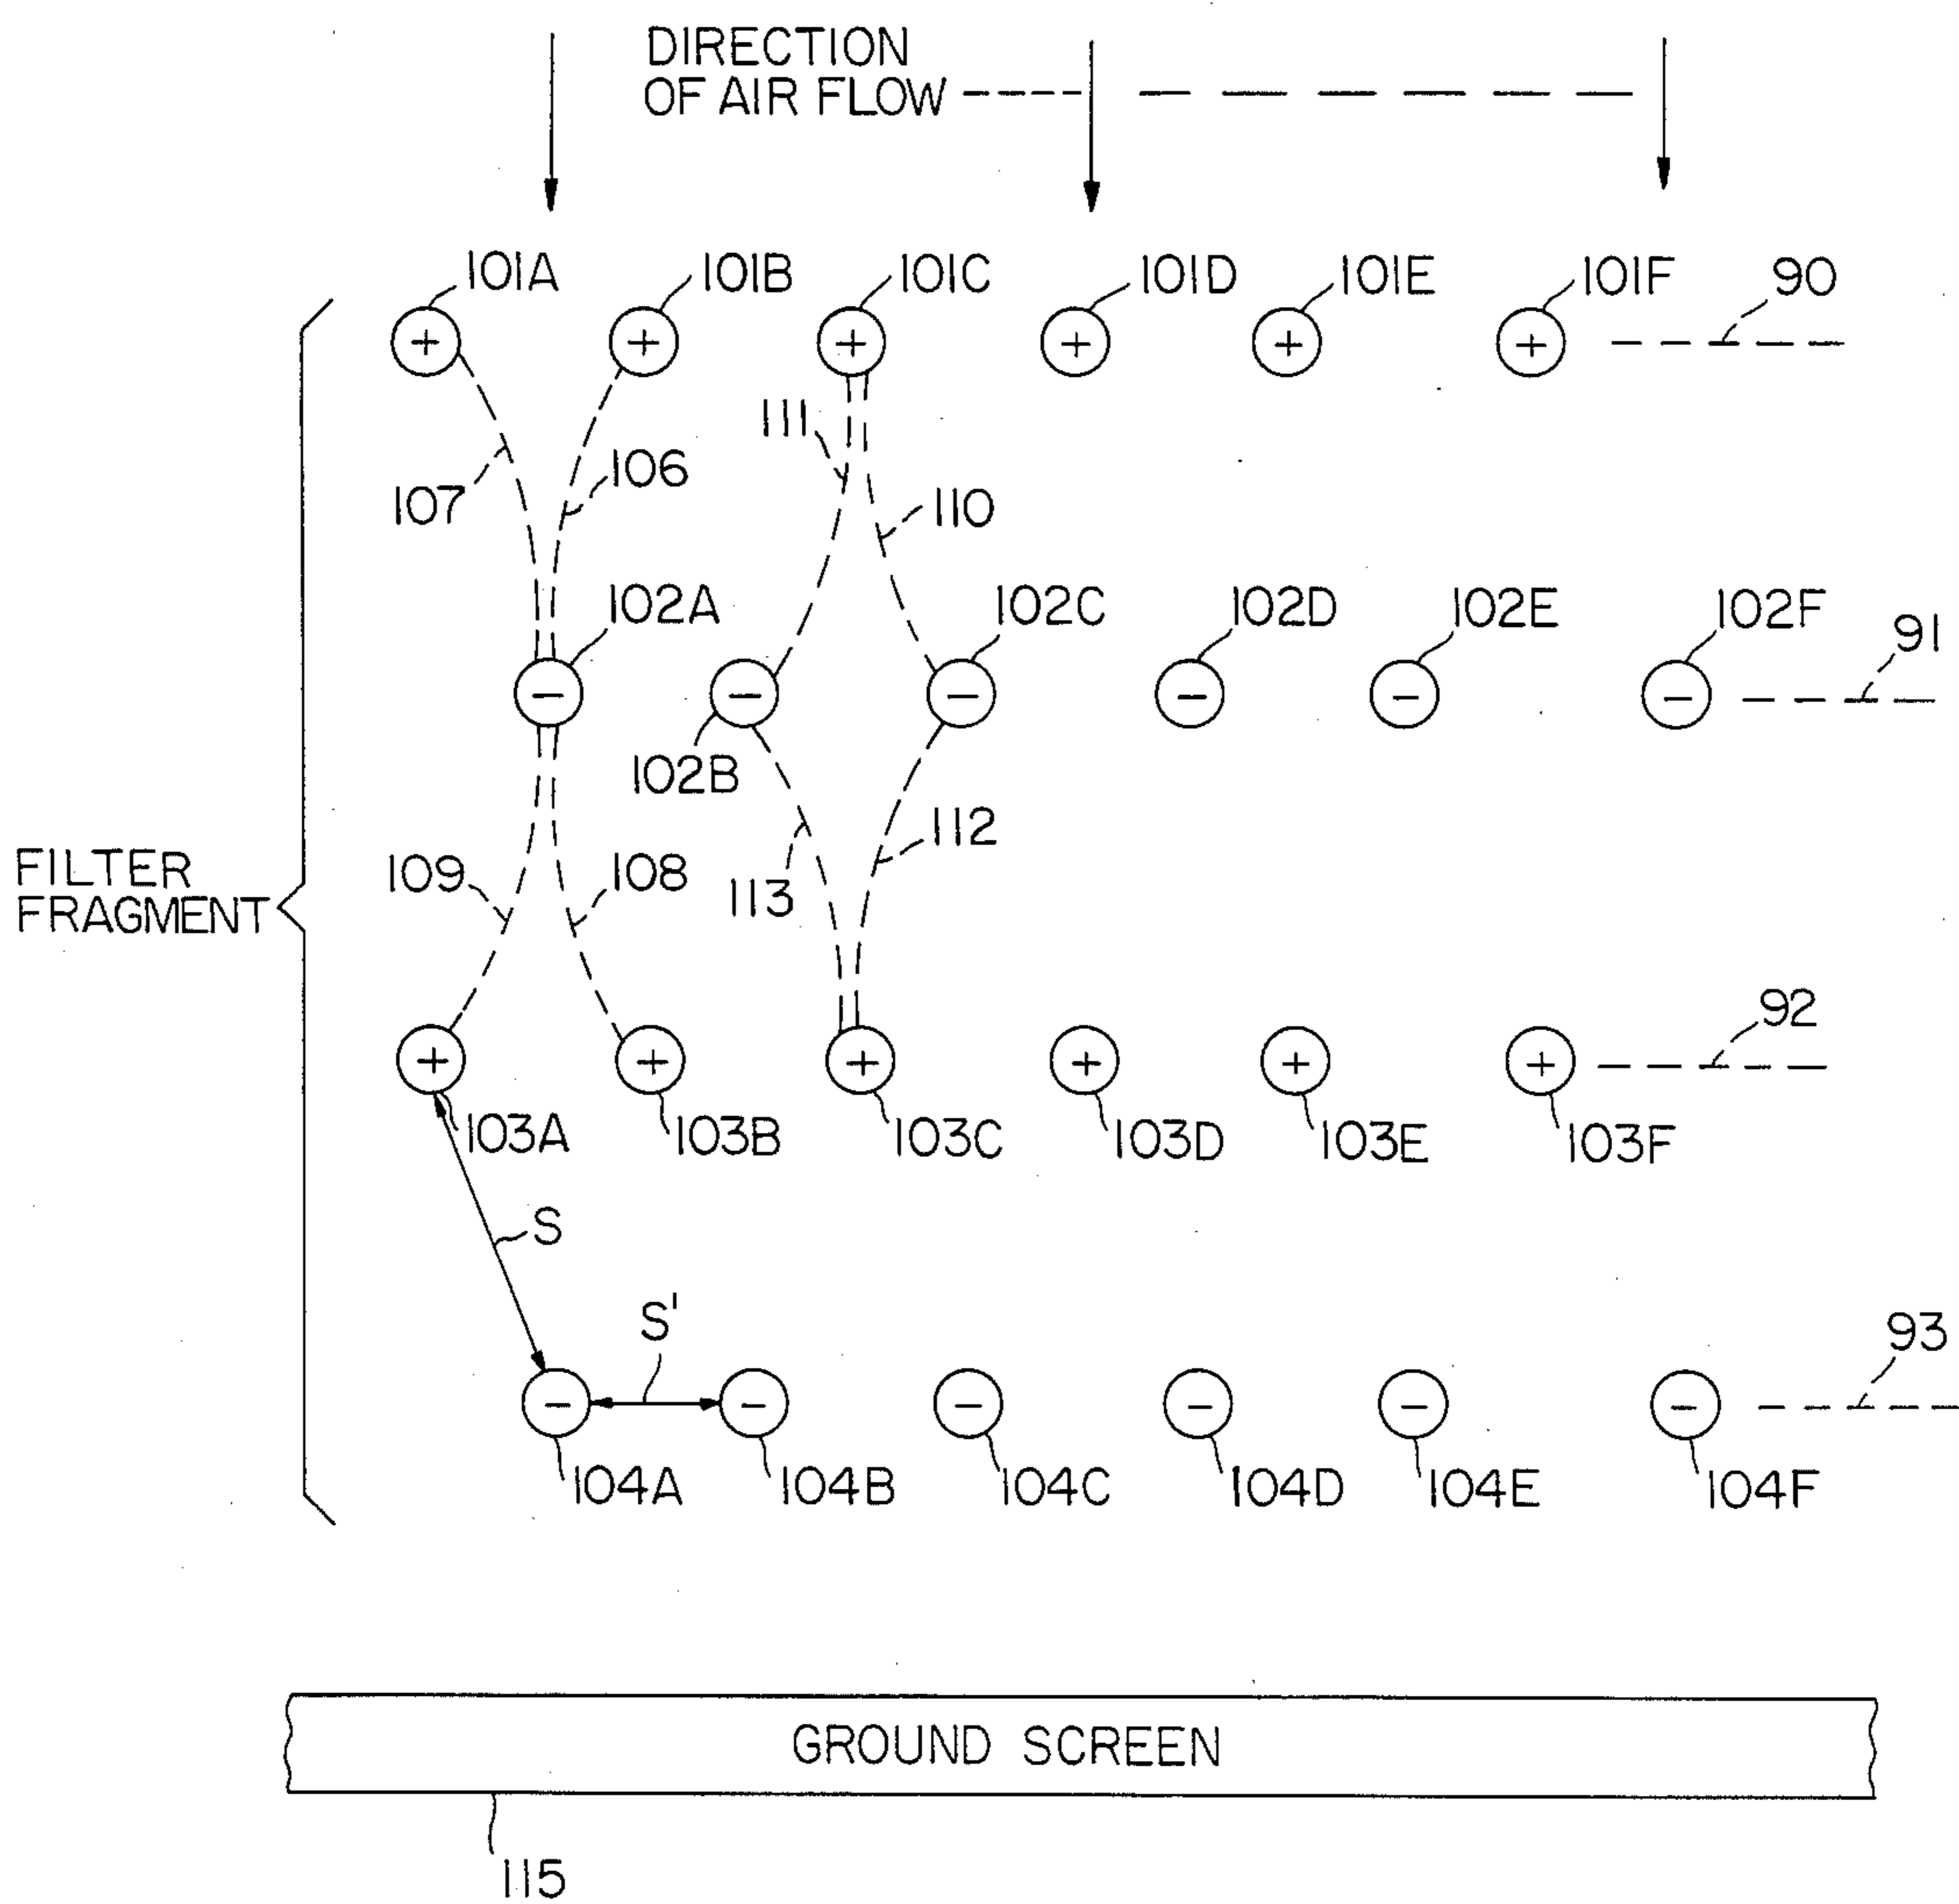 DIRECTION
OF AIR FLOW
101A 101B 101C 101D 101E 101F 90
+ + + + + +
111
106
107
110
102A 102C 102D 102E 102F 91
− − − − − −
102B
112
109 108
113
FILTER
FRAGMENT
92
+ + + + + +
103A 103B 103C 103D 103E 103F
S
S'
93
− − − − − −
104A 104B 104C 104D 104E 104F
GROUND SCREEN
115